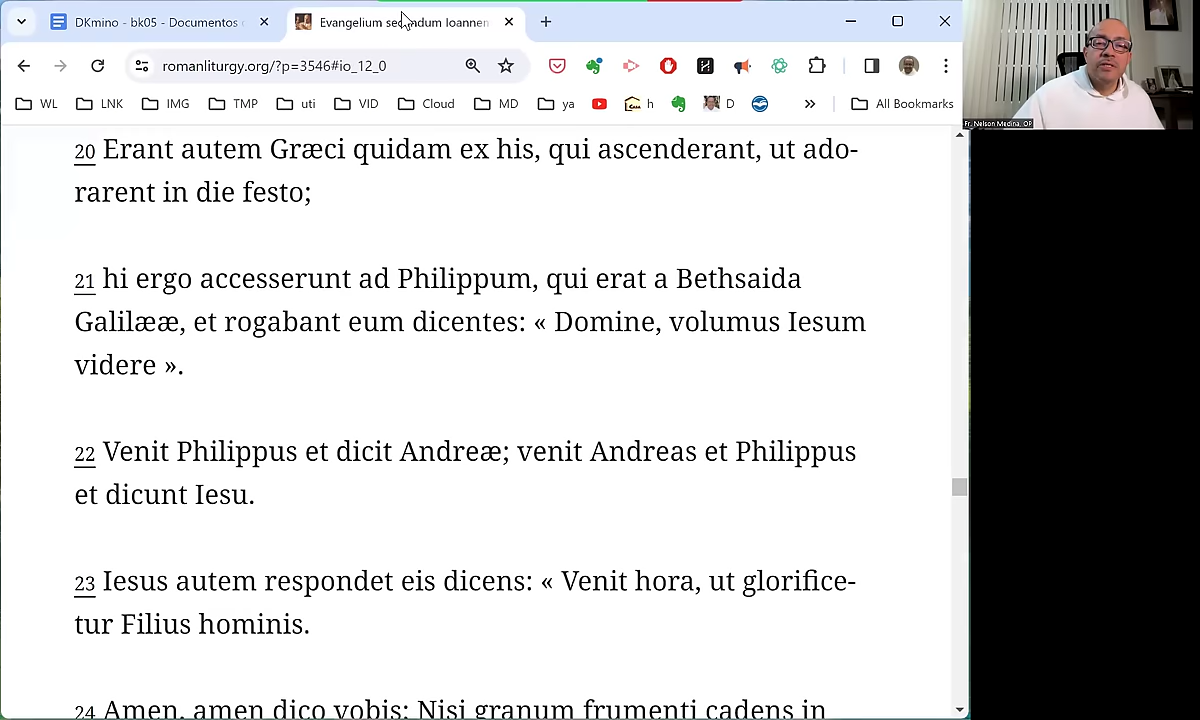 DKmino - bk05 - Documentos
Evangelium secundum Ioannen
romanliturgy.org/?p=3546#io_12_0
WL LNK IMG TMP uti VID Cloud MD ya h D » All Bookmarks
Fr. Nelson Medina, OP
20 Erant autem Græci quidam ex his, qui ascenderant, ut ado-
rarent in die festo;
21 hi ergo accesserunt ad Philippum, qui erat a Bethsaida
Galilææ, et rogabant eum dicentes: « Domine, volumus Iesum
videre ».
22 Venit Philippus et dicit Andreæ; venit Andreas et Philippus
et dicunt Iesu.
23 Iesus autem respondet eis dicens: « Venit hora, ut glorifice-
tur Filius hominis.
24 Amen, amen dico vobis: Nisi granum frumenti cadens in